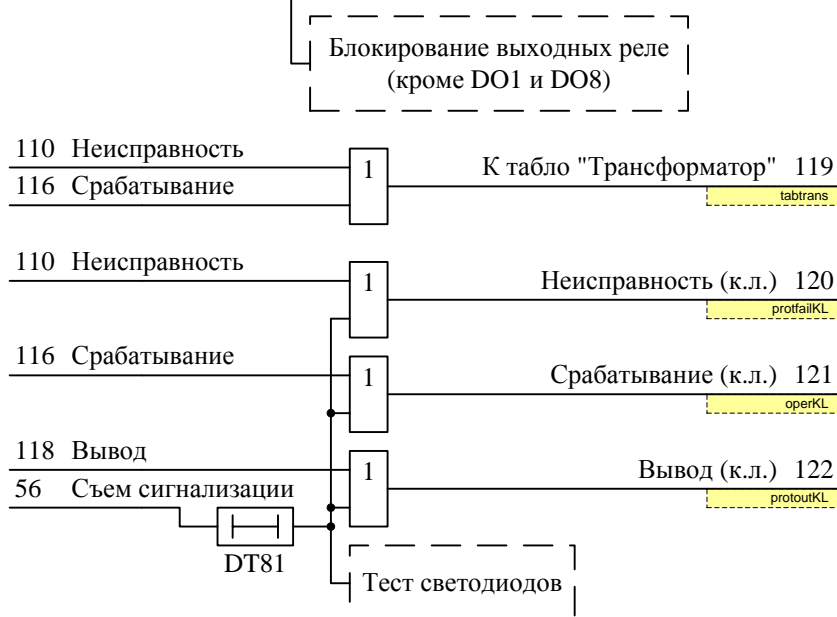 Блокирование выходных реле
(кроме DO1 и DO8)
110 Неисправность
116 Срабатывание
1
К табло "Трансформатор" 119
tabtrans
110 Неисправность
1
Неисправность (к.л.) 120
protfailKL
116 Срабатывание
1
Срабатывание (к.л.) 121
operKL
118 Вывод
56 Съем сигнализации
1
Вывод (к.л.) 122
protoutKL
DT81
Тест светодиодов